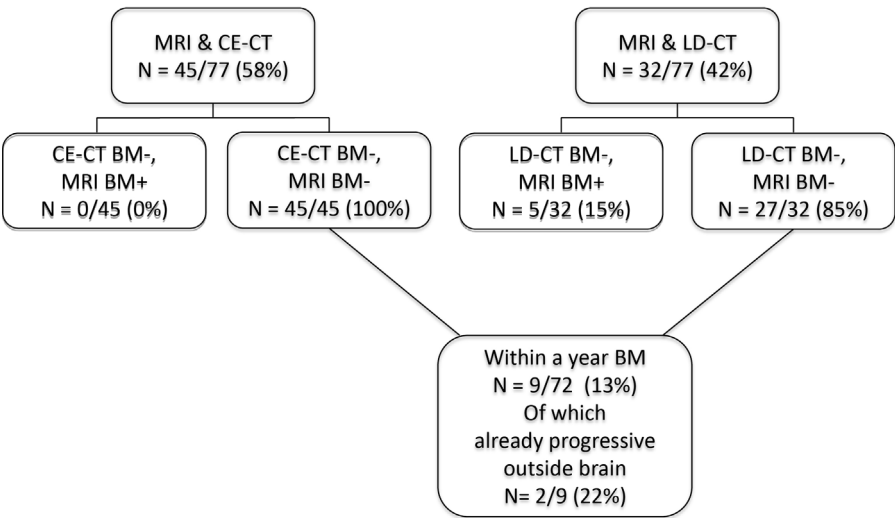 MRI & CE-CT
N = 45/77 (58%)
MRI & LD-CT
N = 32/77 (42%)
CE-CT BM-,
MRI BM+
N = 0/45 (0%)
CE-CT BM-,
MRI BM-
N = 45/45 (100%)
LD-CT BM-,
MRI BM+
N = 5/32 (15%)
LD-CT BM-,
MRI BM-
N = 27/32 (85%)
Within a year BM
N = 9/72 (13%)
Of which
already progressive
outside brain
N= 2/9 (22%)